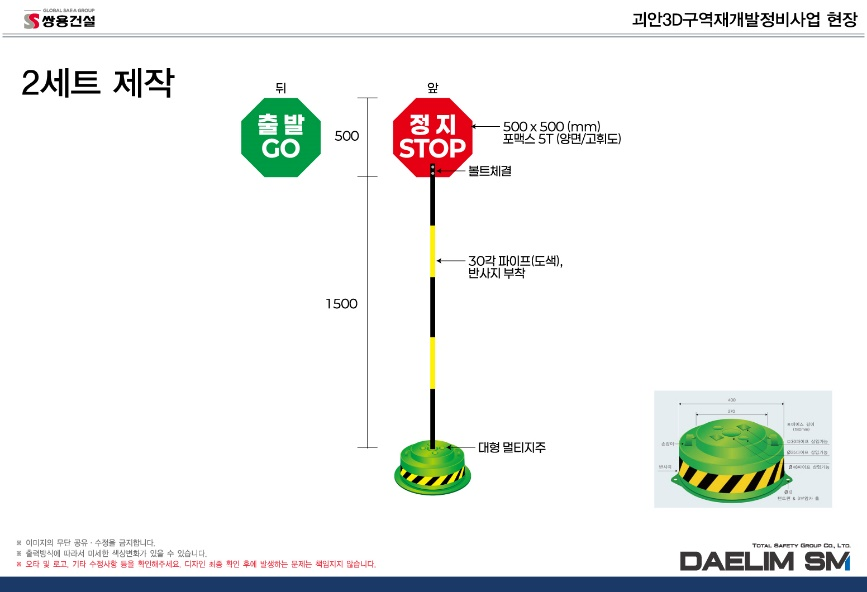 GLOBAL SAEA GROUP
쌍용건설
괴안3D구역재개발정비사업 현장
2세트 제작
뒤
앞
출발
GO
500
정지
STOP
500 x 500 (mm)
포맥스 5T (양면/고휘도)
볼트체결
30각 파이프(도색),
반사지 부착
1500
대형 멀티지주
반사지
※ 이미지의 무단 공유 · 수정을 금지합니다.
※ 출력방식에 따라서 미세한 색상변화가 있을 수 있습니다.
※ 오타 및 로고, 기타 수정사항 등을 확인해주세요. 디자인 최종 확인 후에 발생하는 문제는 책임지지 않습니다.
TOTAL SAFETY GROUP CO., LTD.
DAELIM SM